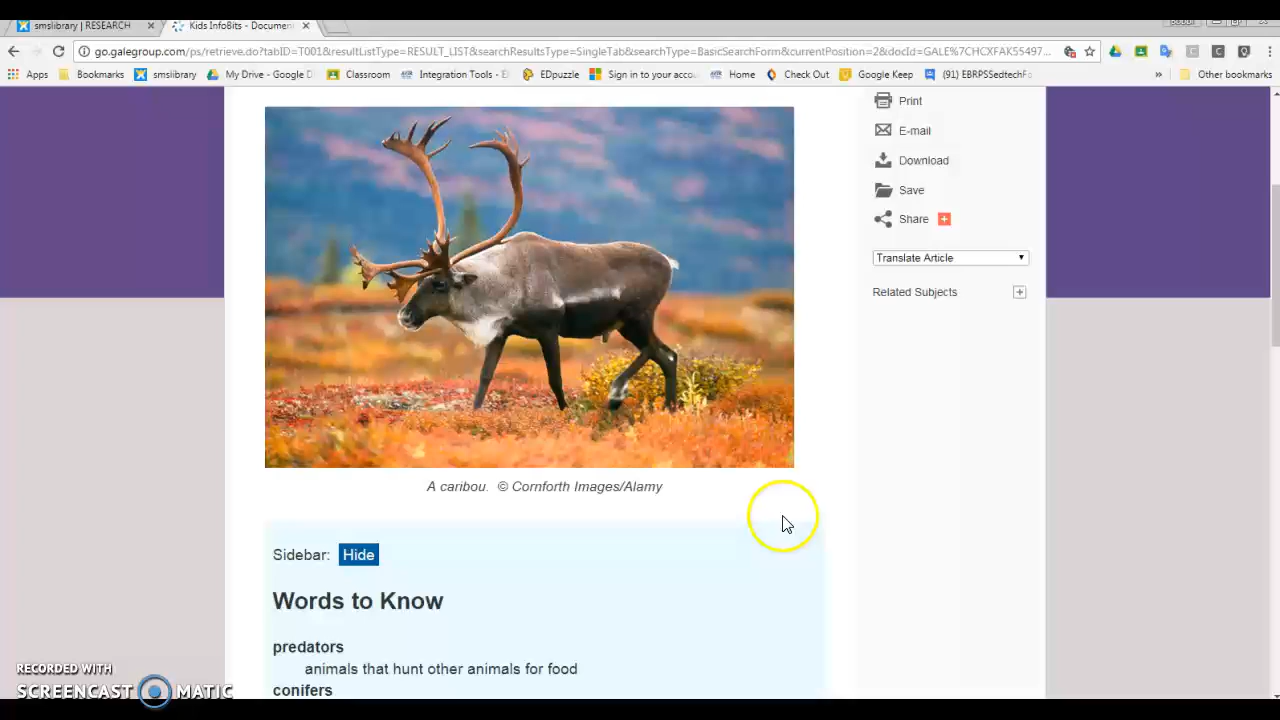 smslibrary | RESEARCH
Kids InfoBits - Documen
go.galegroup.com/ps/retrieve.do?tabID=T001&resultListType=RESULT_LIST&searchResultsType=SingleTab&searchType=BasicSearchForm&currentPosition=2&docId=GALE%7CHCXFAK55497...
Apps Bookmarks smslibrary My Drive - Google D Classroom Integration Tools - E EDpuzzle Sign in to your accou Home Check Out Google Keep (91) EBRPSSedtechFo » Other bookmarks
Print
E-mail
Download
Save
Share
Translate Article
Related Subjects
A caribou. © Cornforth Images/Alamy
Sidebar: Hide
Words to Know
predators
animals that hunt other animals for food
conifers
RECORDED WITH
SCREENCAST MATIC